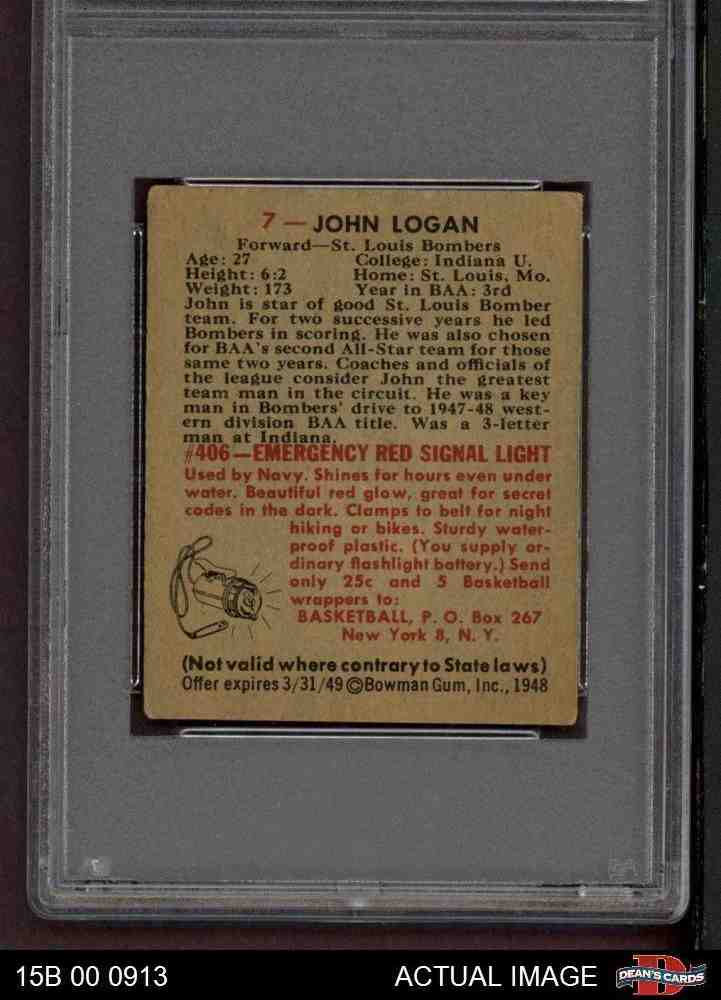 7 — JOHN LOGAN
Forward—St. Louis Bombers
Age: 27 College: Indiana U.
Height: 6:2 Home: St. Louis, Mo.
Weight: 173 Year in BAA: 3rd
John is star of good St. Louis Bomber
team. For two successive years he led
Bombers in scoring. He was also chosen
for BAA's second All-Star team for those
same two years. Coaches and officials of
the league consider John the greatest
team man in the circuit. He was a key
man in Bombers' drive to 1947-48 west-
ern division BAA title. Was a 3-letter
man at Indiana.
#406—EMERGENCY RED SIGNAL LIGHT
Used by Navy. Shines for hours even under
water. Beautiful red glow, great for secret
codes in the dark. Clamps to belt for night
hiking or bikes. Sturdy water-
proof plastic. (You supply or-
dinary flashlight battery.) Send
only 25c and 5 Basketball
wrappers to:
BASKETBALL, P. O. Box 267
New York 8, N. Y.
(Not valid where contrary to State laws)
Offer expires 3/31/49 ©Bowman Gum, Inc., 1948
15B 00 0913
ACTUAL IMAGE
D
DEAN'S CARDS